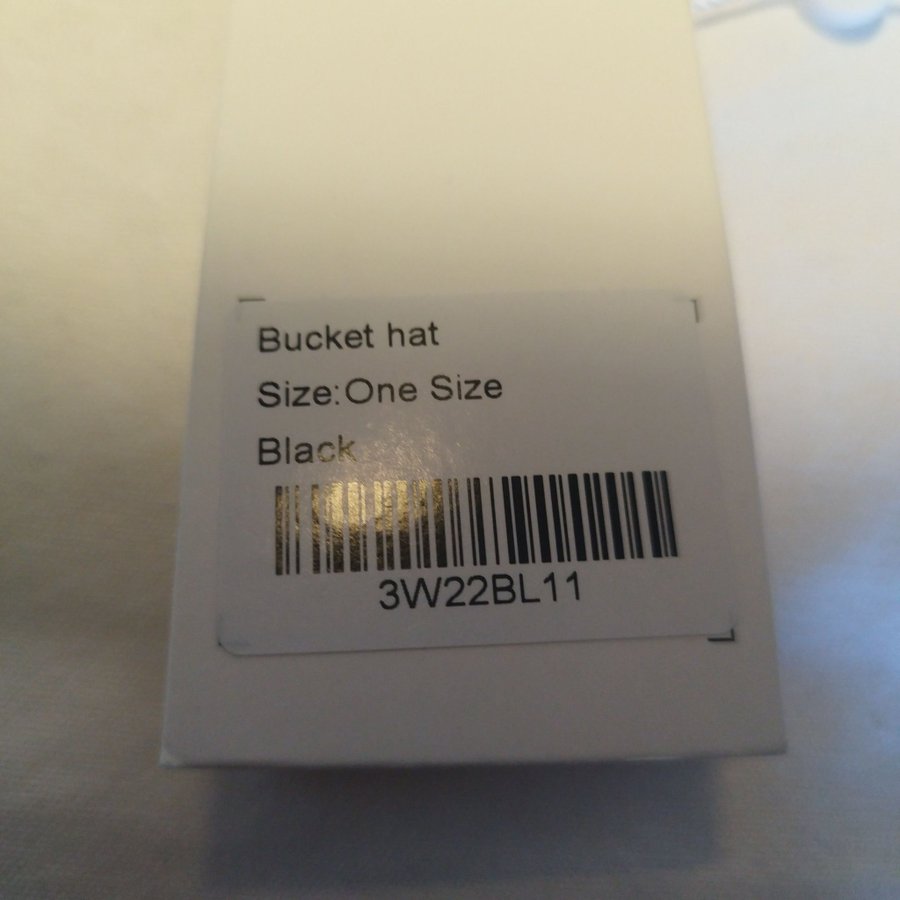 Bucket hat
Size:One Size
Black
3W22BL11